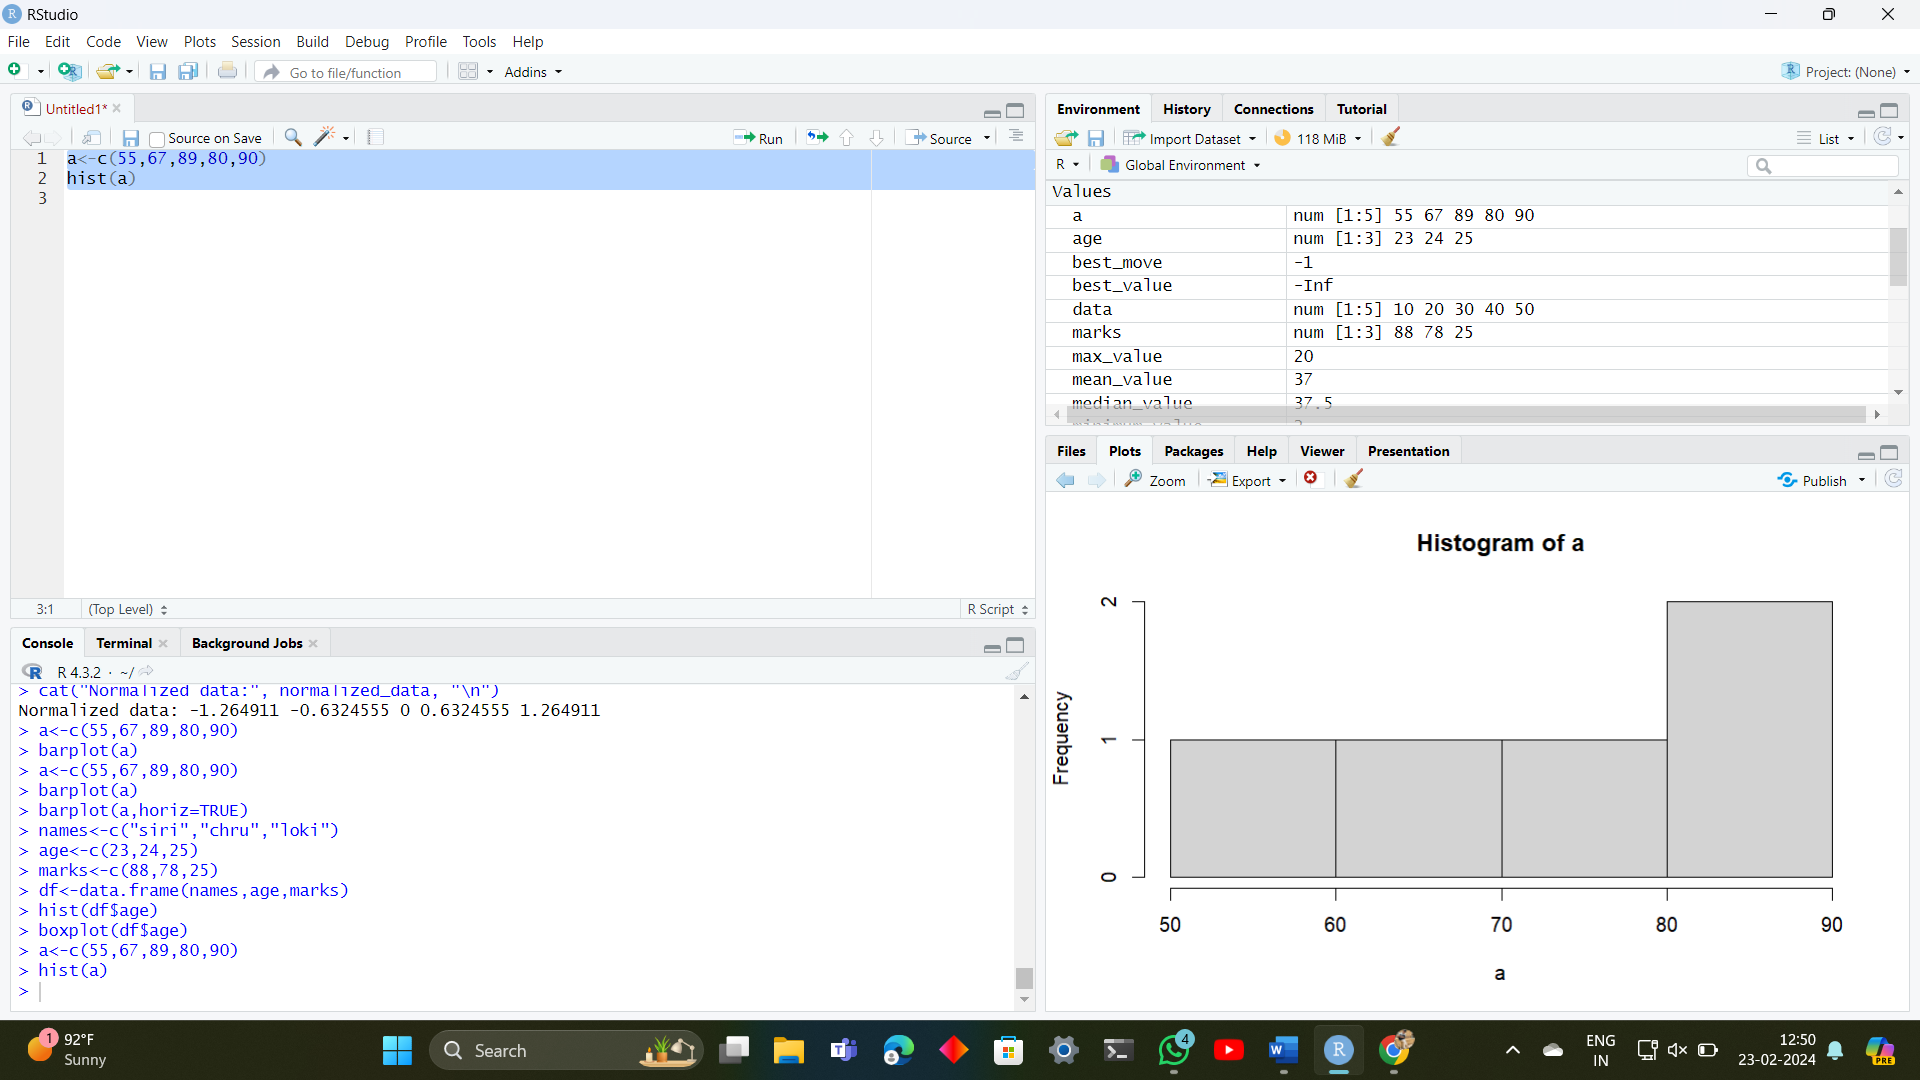 RStudio
File Edit Code View Plots Session Build Debug Profile Tools Help
Go to file/function Addins Project: (None)
Untitled1*
Source on Save Run Source
1 a<-c(55,67,89,80,90)
2 hist(a)
3
3:1 (Top Level) R Script
Console Terminal Background Jobs
R 4.3.2 · ~/
> cat("Normalized data:", normalized_data, "\n")
Normalized data: -1.264911 -0.6324555 0 0.6324555 1.264911
> a<-c(55,67,89,80,90)
> barplot(a)
> a<-c(55,67,89,80,90)
> barplot(a)
> barplot(a,horiz=TRUE)
> names<-c("siri","chru","loki")
> age<-c(23,24,25)
> marks<-c(88,78,25)
> df<-data.frame(names,age,marks)
> hist(df$age)
> boxplot(df$age)
> a<-c(55,67,89,80,90)
> hist(a)
>
Environment History Connections Tutorial
Import Dataset 118 MiB List
R Global Environment
Values
a num [1:5] 55 67 89 80 90
age num [1:3] 23 24 25
best_move -1
best_value -Inf
data num [1:5] 10 20 30 40 50
marks num [1:3] 88 78 25
max_value 20
mean_value 37
median_value 37.5
Files Plots Packages Help Viewer Presentation
Zoom Export Publish
Histogram of a
Frequency
2
1
0
50 60 70 80 90
a
1 92°F
Sunny
Search
4
ENG
IN
12:50
23-02-2024
PRE